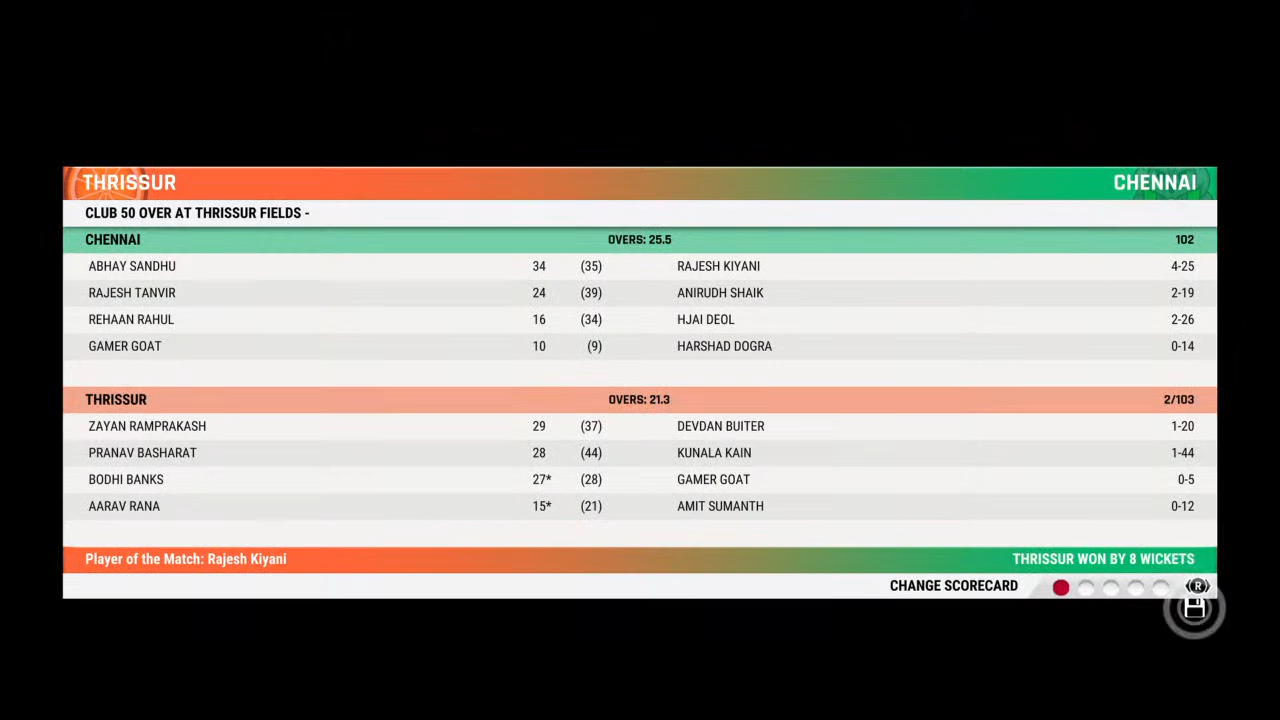 THRISSUR CHENNAI
CLUB 50 OVER AT THRISSUR FIELDS -
CHENNAI OVERS: 25.5 102
ABHAY SANDHU 34 (35) RAJESH KIYANI 4-25
RAJESH TANVIR 24 (39) ANIRUDH SHAIK 2-19
REHAAN RAHUL 16 (34) HJAI DEOL 2-26
GAMER GOAT 10 (9) HARSHAD DOGRA 0-14
THRISSUR OVERS: 21.3 2/103
ZAYAN RAMPRAKASH 29 (37) DEVDAN BUITER 1-20
PRANAV BASHARAT 28 (44) KUNALA KAIN 1-44
BODHI BANKS 27* (28) GAMER GOAT 0-5
AARAV RANA 15* (21) AMIT SUMANTH 0-12
Player of the Match: Rajesh Kiyani THRISSUR WON BY 8 WICKETS
CHANGE SCORECARD R